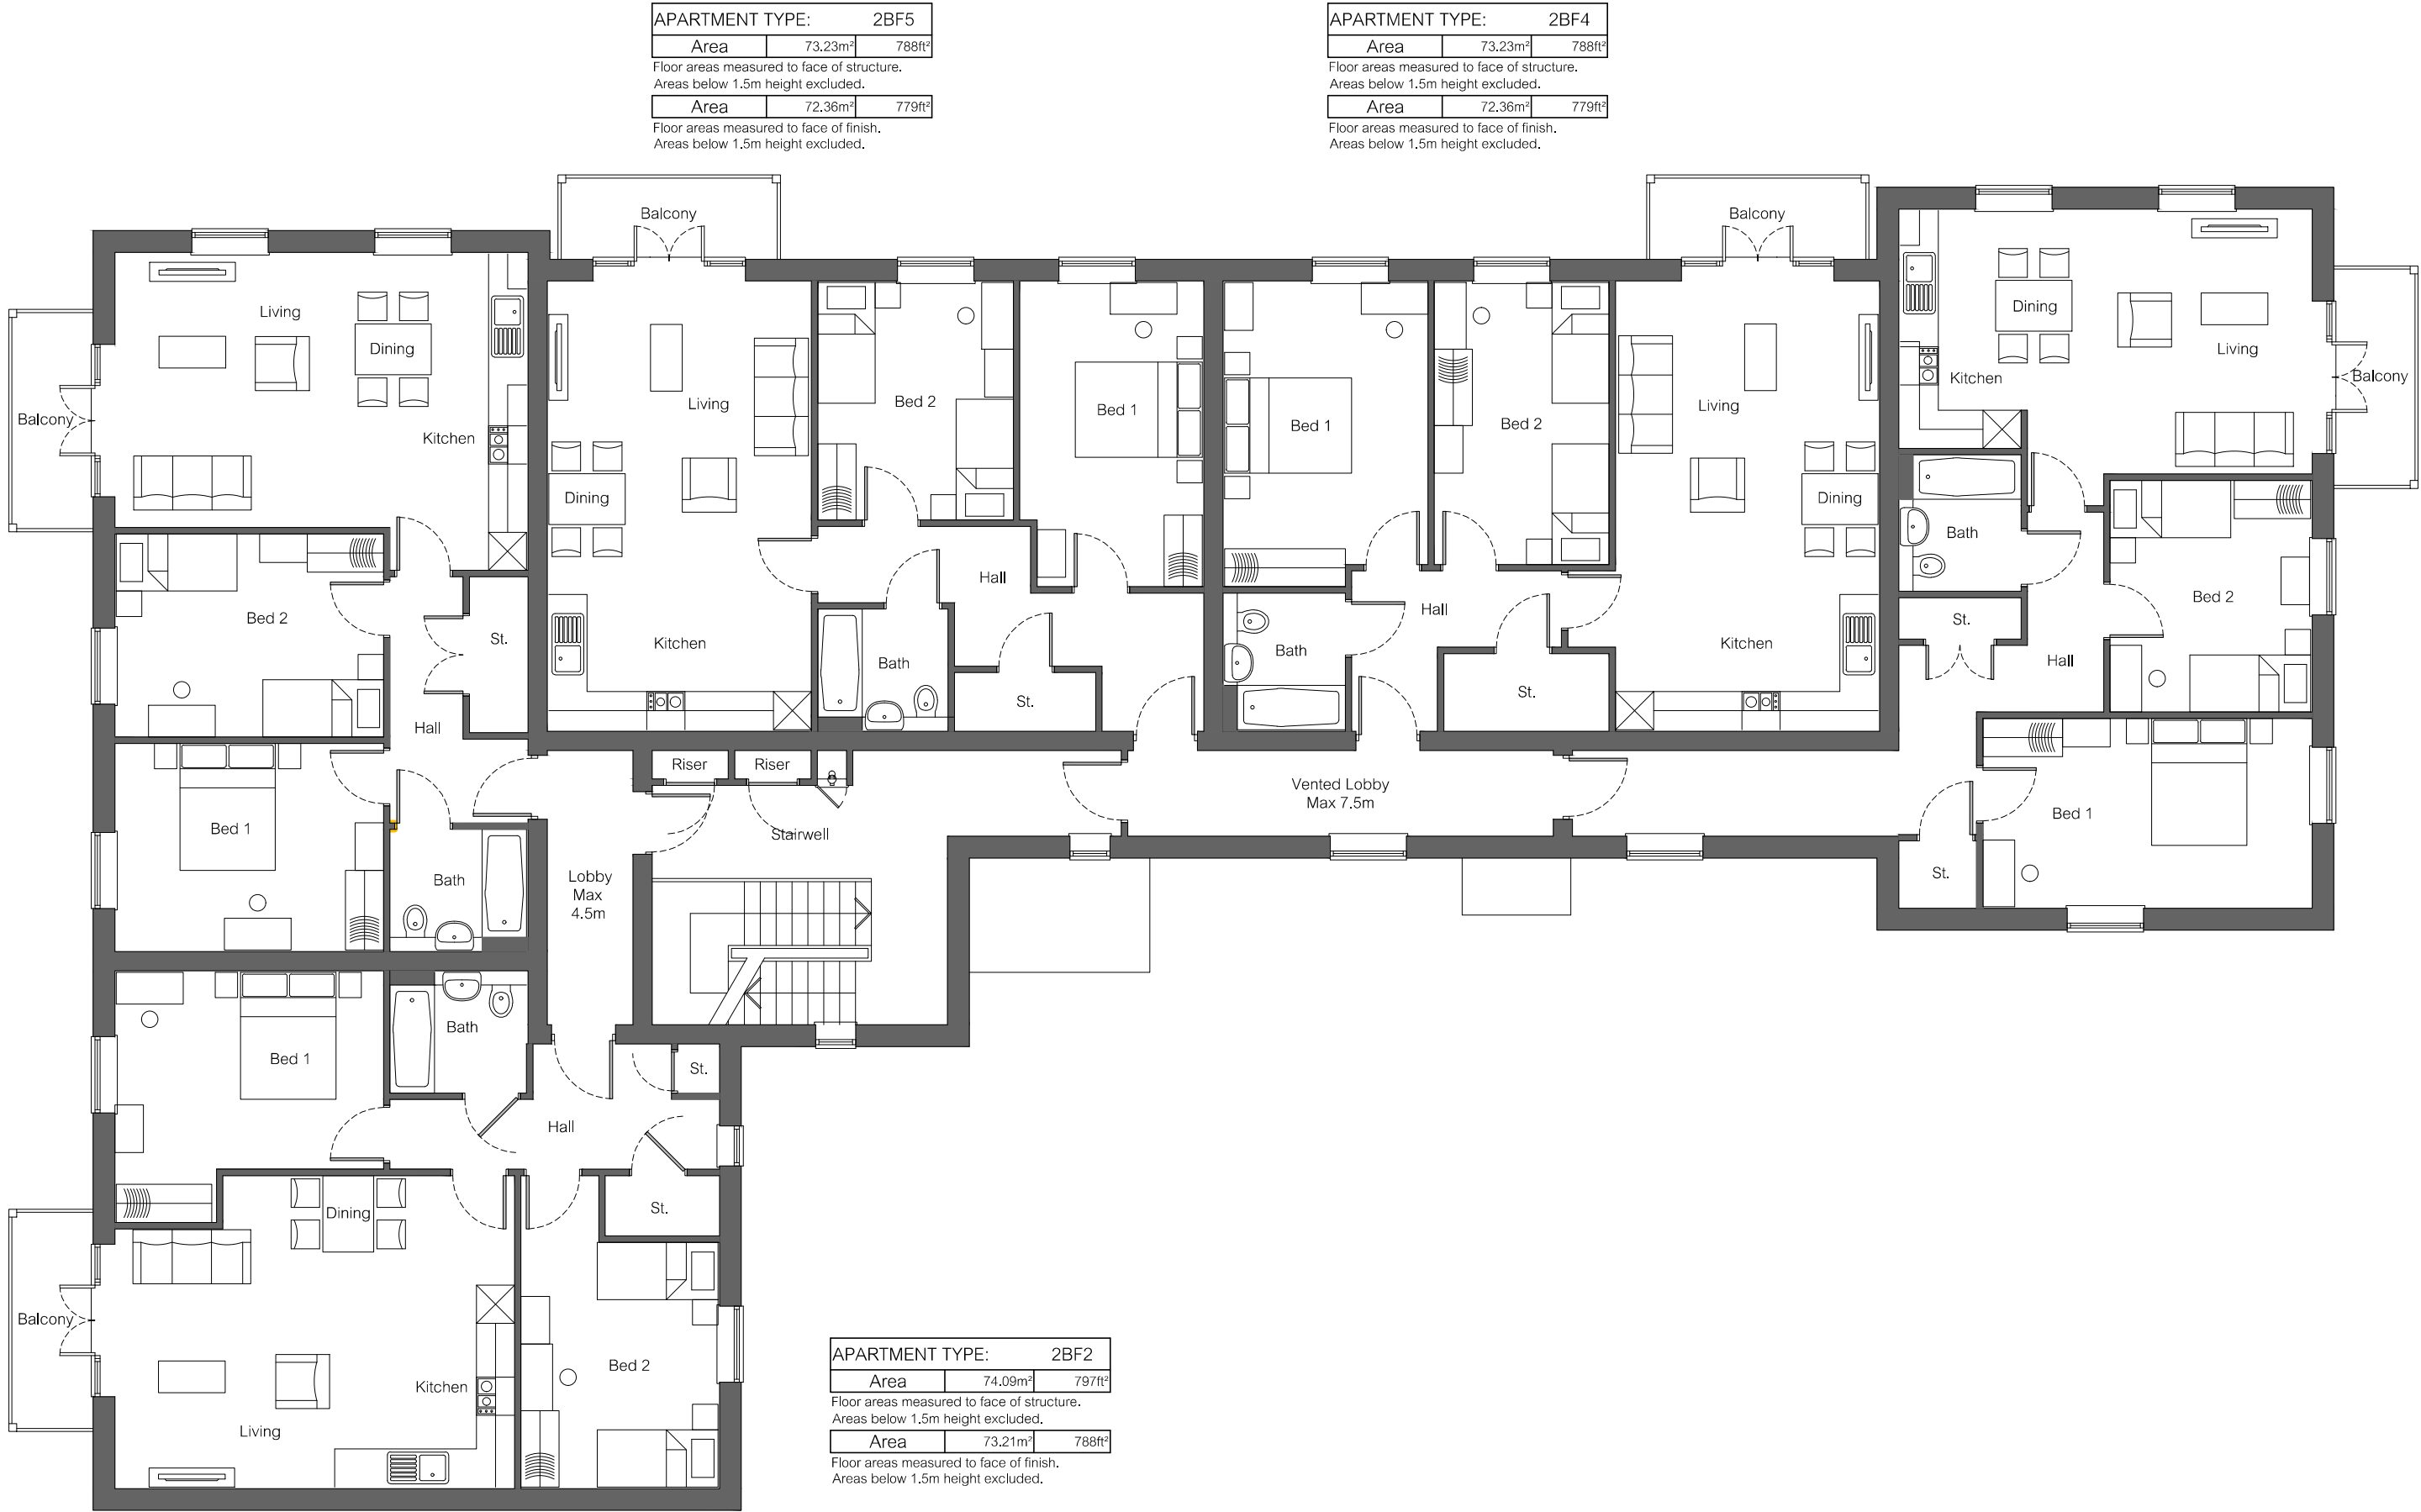 APARTMENT TYPE: 2BF5
Area 73.23m² 788ft²
Floor areas measured to face of structure.
Areas below 1.5m height excluded.
Area 72.36m² 779ft²
Floor areas measured to face of finish.
Areas below 1.5m height excluded.
APARTMENT TYPE: 2BF4
Area 73.23m² 788ft²
Floor areas measured to face of structure.
Areas below 1.5m height excluded.
Area 72.36m² 779ft²
Floor areas measured to face of finish.
Areas below 1.5m height excluded.
Living
Dining
Balcony
Kitchen
Bed 2
St.
Hall
Bed 1
Bath
Balcony
Living
Dining
Kitchen
Bed 2
Bed 1
Hall
Bath
St.
Bed 1
Bed 2
Balcony
Living
Dining
Kitchen
Hall
Bath
St.
Dining
Living
Kitchen
Balcony
Bath
Bed 2
St.
Hall
Bed 1
St.
Riser
Riser
Stairwell
Vented Lobby
Max 7.5m
Lobby
Max
4.5m
Bath
Bed 1
St.
Hall
St.
Dining
Balcony
Kitchen
Living
Bed 2
APARTMENT TYPE: 2BF2
Area 74.09m² 797ft²
Floor areas measured to face of structure.
Areas below 1.5m height excluded.
Area 73.21m² 788ft²
Floor areas measured to face of finish.
Areas below 1.5m height excluded.